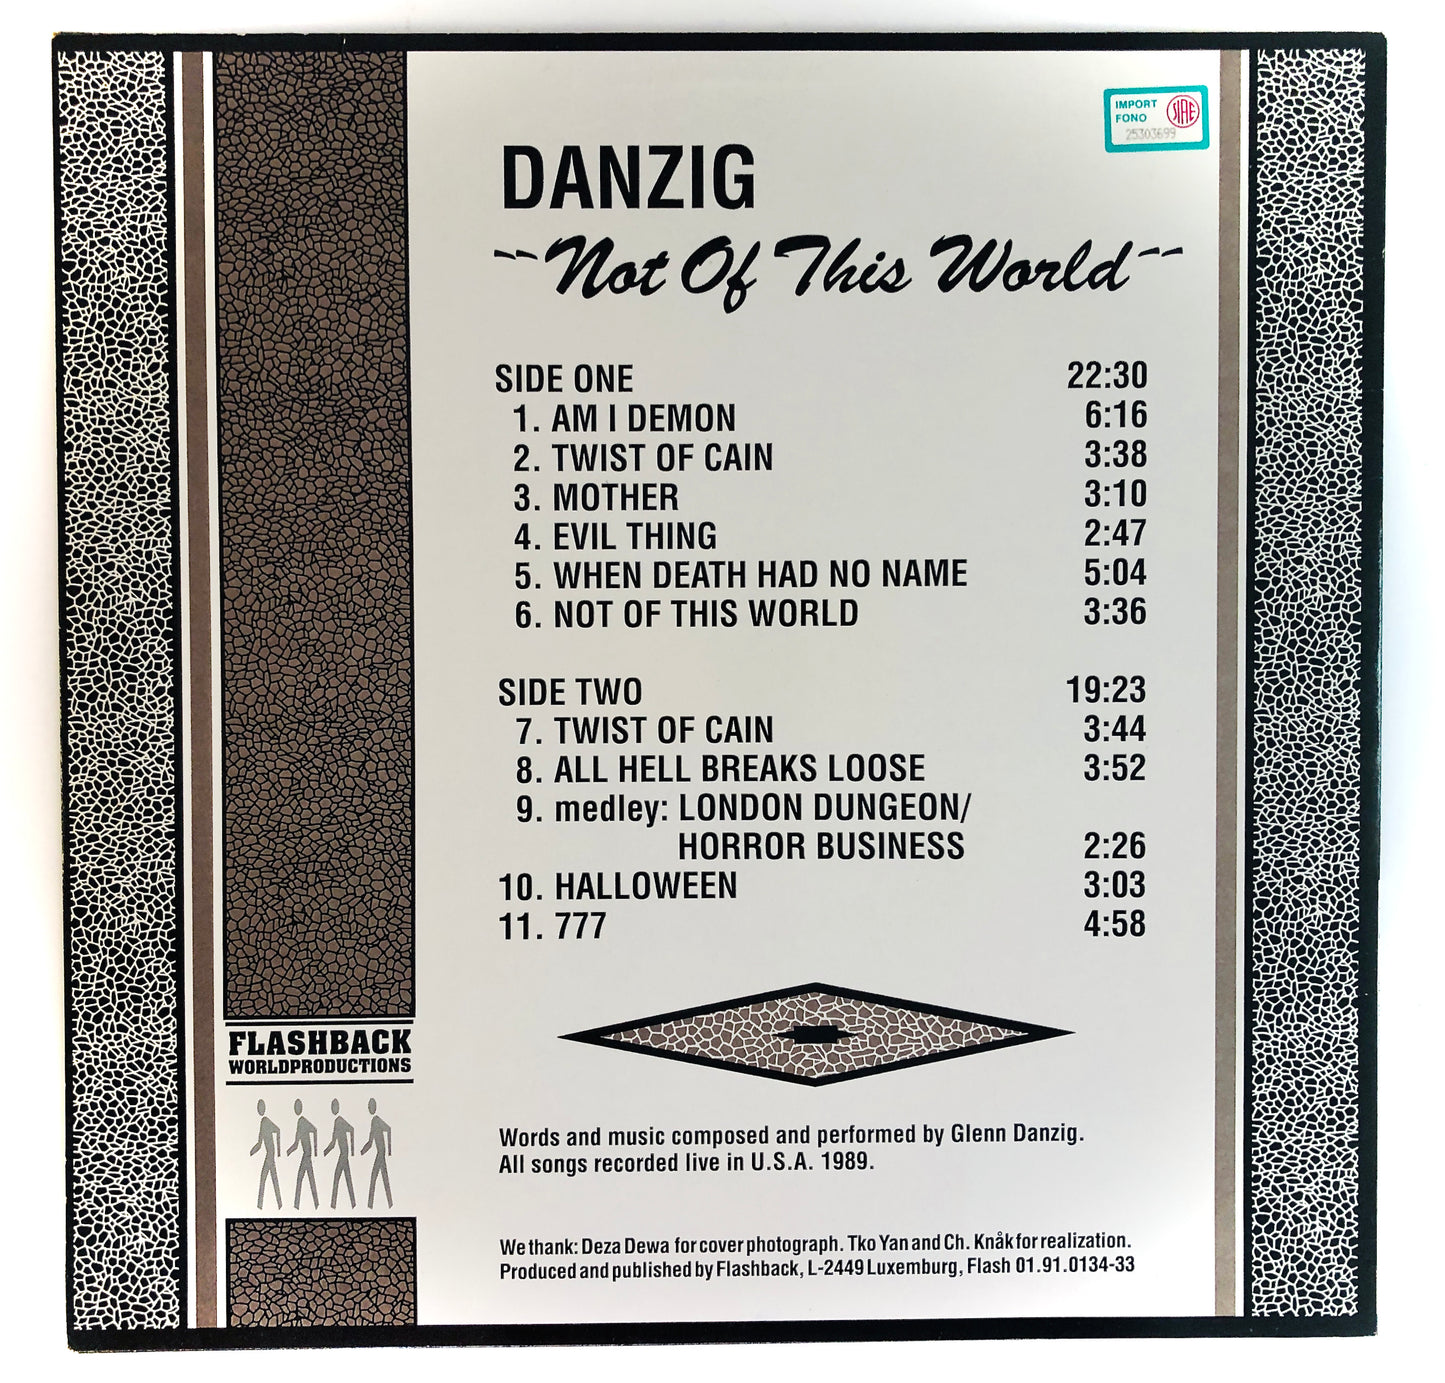 IMPORT
FONO
SIAE
25303699
DANZIG
~~Not Of This World~~
SIDE ONE 22:30
1. AM I DEMON 6:16
2. TWIST OF CAIN 3:38
3. MOTHER 3:10
4. EVIL THING 2:47
5. WHEN DEATH HAD NO NAME 5:04
6. NOT OF THIS WORLD 3:36
SIDE TWO 19:23
7. TWIST OF CAIN 3:44
8. ALL HELL BREAKS LOOSE 3:52
9. medley: LONDON DUNGEON/
HORROR BUSINESS 2:26
10. HALLOWEEN 3:03
11. 777 4:58
FLASHBACK
WORLDPRODUCTIONS
Words and music composed and performed by Glenn Danzig.
All songs recorded live in U.S.A. 1989.
We thank: Deza Dewa for cover photograph. Tko Yan and Ch. Knåk for realization.
Produced and published by Flashback, L-2449 Luxemburg, Flash 01.91.0134-33